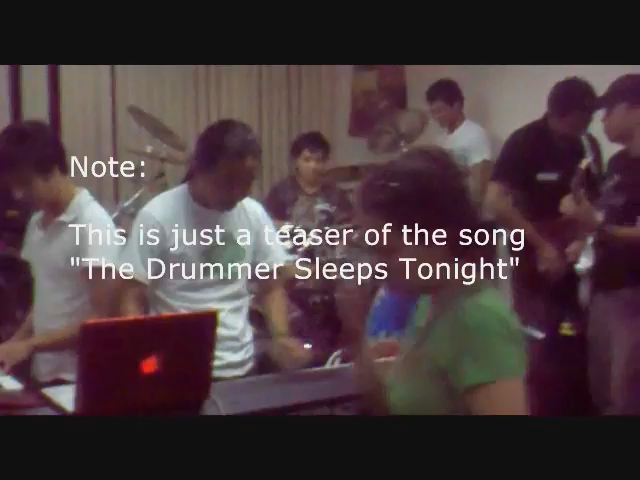 Note:
This is just a teaser of the song
"The Drummer Sleeps Tonight"